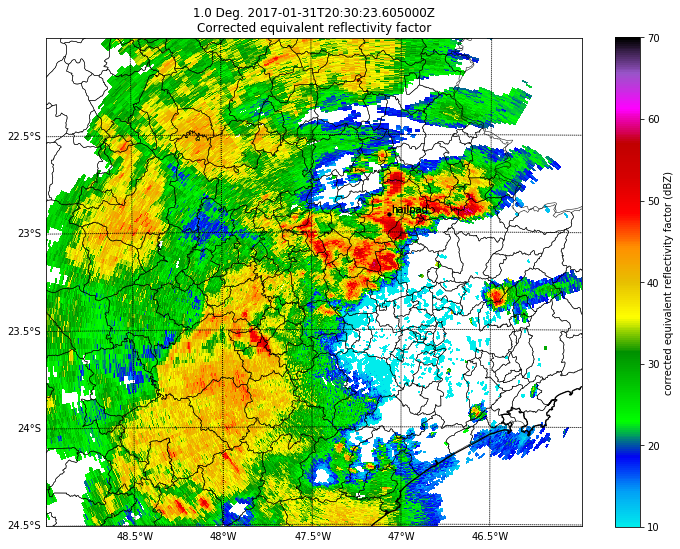 1.0 Deg. 2017-01-31T20:30:23.605000Z
Corrected equivalent reflectivity factor
22.5°S
23°S
23.5°S
24°S
24.5°S
48.5°W
48°W
47.5°W
47°W
46.5°W
hailpad
70
60
50
40
30
20
10
corrected equivalent reflectivity factor (dBZ)